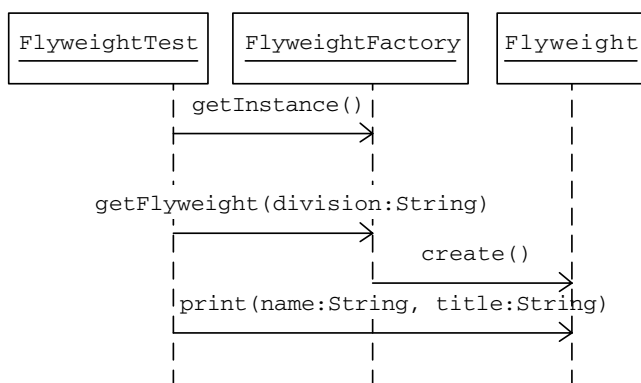 FlyweightTest
FlyweightFactory
Flyweight
getInstance()
getFlyweight(division:String)
create()
print(name:String, title:String)